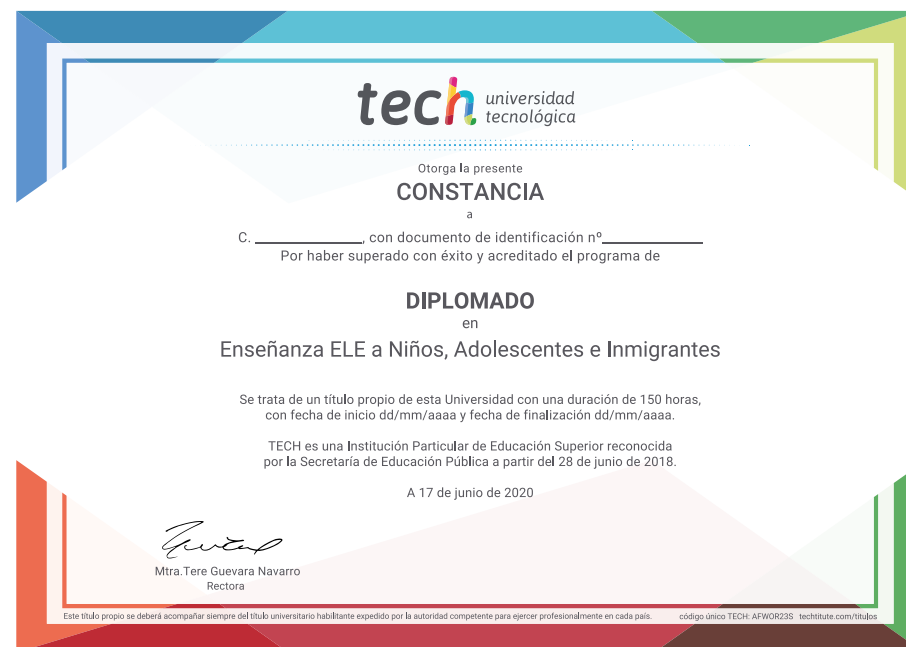 tech universidad
tecnológica
Otorga la presente
CONSTANCIA
a
C. ______________, con documento de identificación nº_____________
Por haber superado con éxito y acreditado el programa de
DIPLOMADO
en
Enseñanza ELE a Niños, Adolescentes e Inmigrantes
Se trata de un título propio de esta Universidad con una duración de 150 horas,
con fecha de inicio dd/mm/aaaa y fecha de finalización dd/mm/aaaa.
TECH es una Institución Particular de Educación Superior reconocida
por la Secretaría de Educación Pública a partir del 28 de junio de 2018.
A 17 de junio de 2020
Mtra.Tere Guevara Navarro
Rectora
Este título propio se deberá acompañar siempre del título universitario habilitante expedido por la autoridad competente para ejercer profesionalmente en cada país. código único TECH: AFWOR23S techtitute.com/titulos